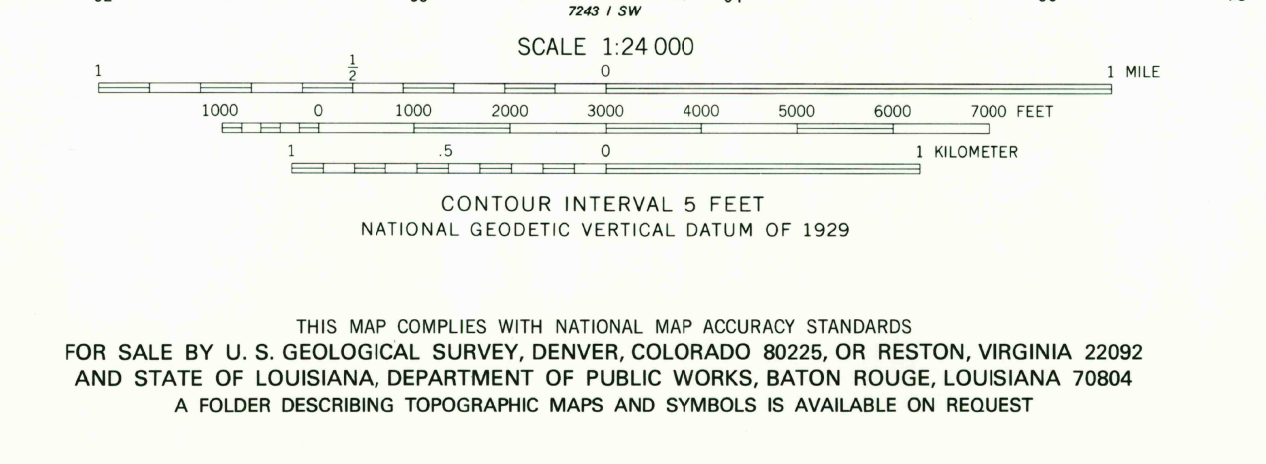 7243 I SW
SCALE 1:24 000
1 1/2 0 1 MILE
1000 0 1000 2000 3000 4000 5000 6000 7000 FEET
1 .5 0 1 KILOMETER
CONTOUR INTERVAL 5 FEET
NATIONAL GEODETIC VERTICAL DATUM OF 1929
THIS MAP COMPLIES WITH NATIONAL MAP ACCURACY STANDARDS
FOR SALE BY U. S. GEOLOGICAL SURVEY, DENVER, COLORADO 80225, OR RESTON, VIRGINIA 22092
AND STATE OF LOUISIANA, DEPARTMENT OF PUBLIC WORKS, BATON ROUGE, LOUISIANA 70804
A FOLDER DESCRIBING TOPOGRAPHIC MAPS AND SYMBOLS IS AVAILABLE ON REQUEST